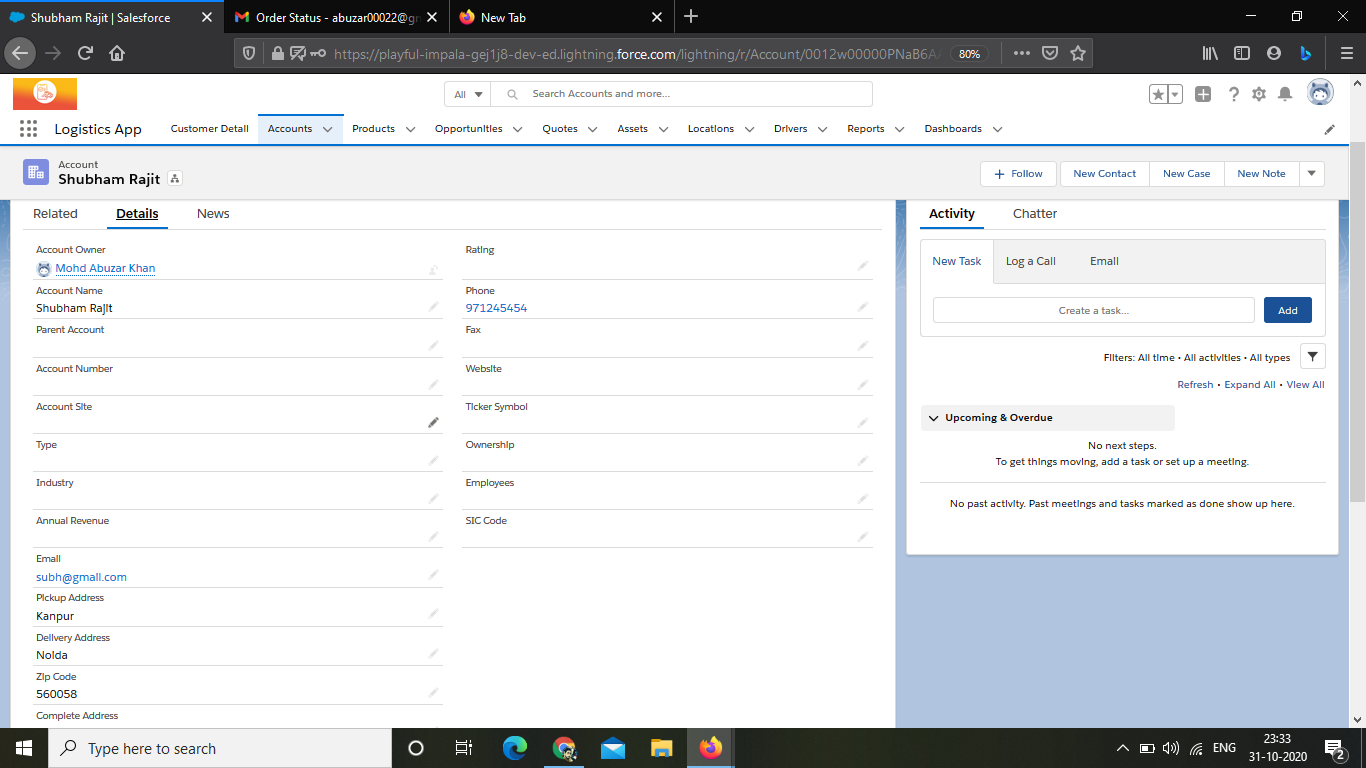 Shubham Rajit | Salesforce
Order Status - abuzar00022@gm
New Tab
https://playful-impala-gej1j8-dev-ed.lightning.force.com/lightning/r/Account/0012w00000PNaB6A
80%
All
Search Accounts and more...
Logistics App
Customer Detail
Accounts
Products
Opportunities
Quotes
Assets
Locations
Drivers
Reports
Dashboards
Account
Shubham Rajit
Follow
New Contact
New Case
New Note
Related
Details
News
Account Owner
Mohd Abuzar Khan
Account Name
Shubham Rajit
Parent Account
Account Number
Account Site
Type
Industry
Annual Revenue
Email
subh@gmail.com
Pickup Address
Kanpur
Delivery Address
Noida
Zip Code
560058
Complete Address
Rating
Phone
971245454
Fax
Website
Ticker Symbol
Ownership
Employees
SIC Code
Activity
Chatter
New Task
Log a Call
Email
Create a task...
Add
Filters: All time • All activities • All types
Refresh • Expand All • View All
Upcoming & Overdue
No next steps.
To get things moving, add a task or set up a meeting.
No past activity. Past meetings and tasks marked as done show up here.
Type here to search
ENG
23:33
31-10-2020
2